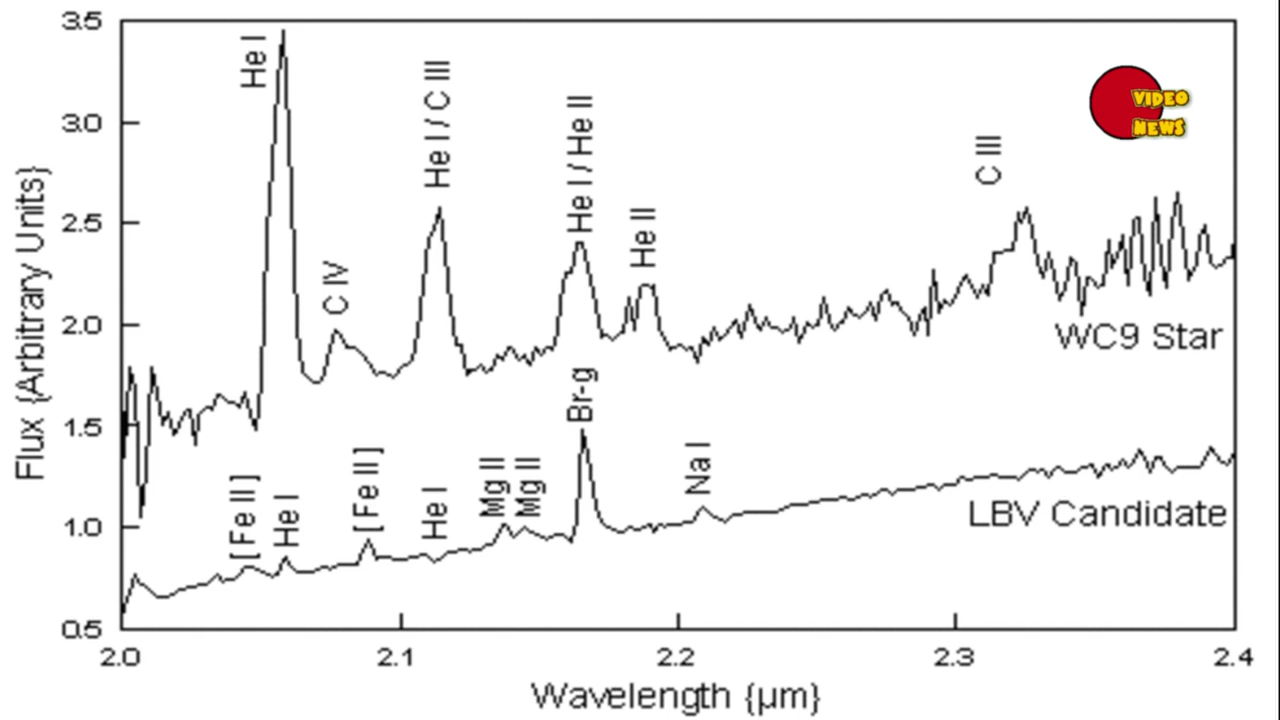 3.5
3.0
2.5
2.0
1.5
1.0
0.5
Flux {Arbitrary Units}
He I
C IV
He I / C III
He I / He II
He II
C III
VIDEO
NEWS
WC9 Star
[ Fe II ]
He I
[ Fe II ]
He I
Mg II
Mg II
Br-g
Na I
LBV Candidate
2.0
2.1
2.2
2.3
2.4
Wavelength {µm}